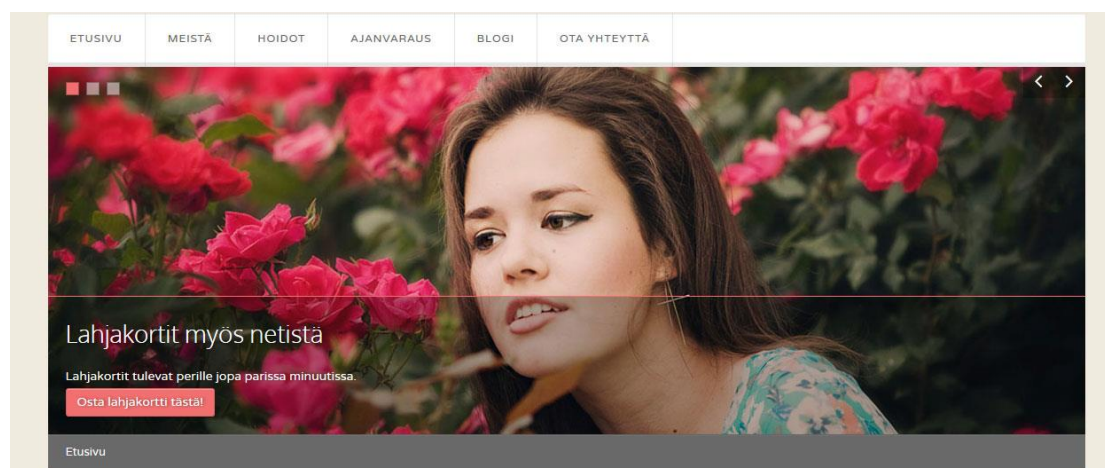 ETUSIVU MEISTÄ HOIDOT AJANVARAUS BLOGI OTA YHTEYTTÄ
Lahjakortit myös netistä
Lahjakortit tulevat perille jopa parissa minuutissa.
Osta lahjakortti tästä!
Etusivu